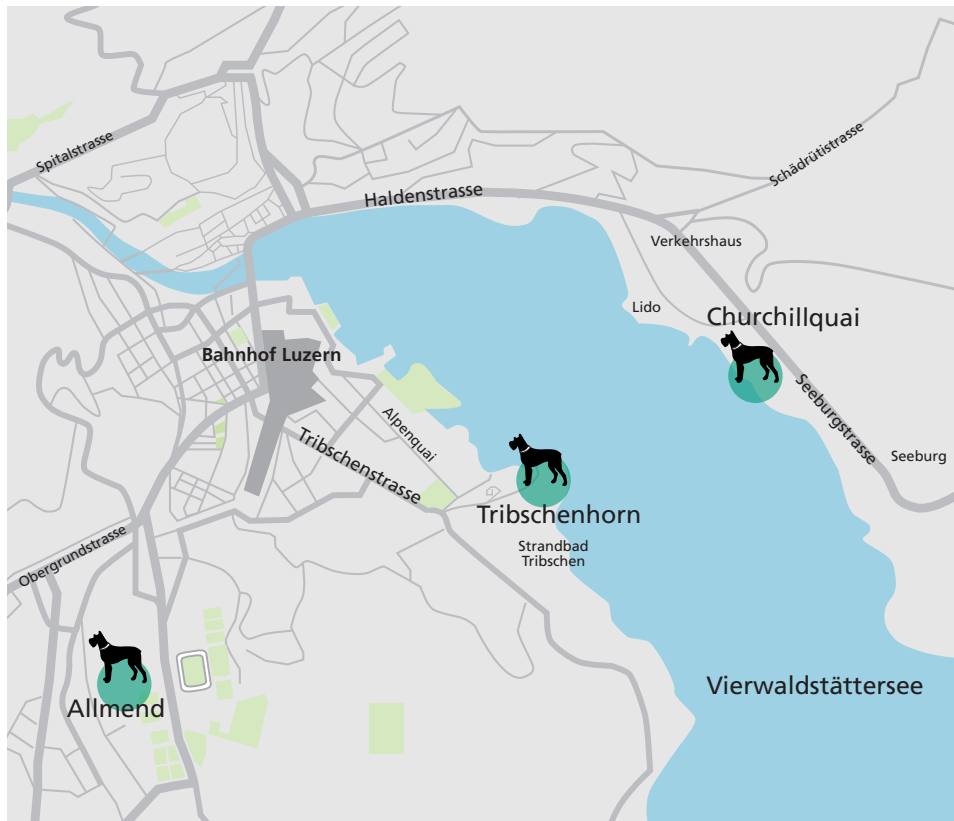 Spitalstrasse
Schädrütistrasse
Haldenstrasse
Verkehrshaus
Lido
Churchillquai
Bahnhof Luzern
Seeburgstrasse
Alpenquai
Tribschenstrasse
Seeburg
Tribschenhorn
Strandbad
Tribschen
Obergrundstrasse
Vierwaldstättersee
Allmend